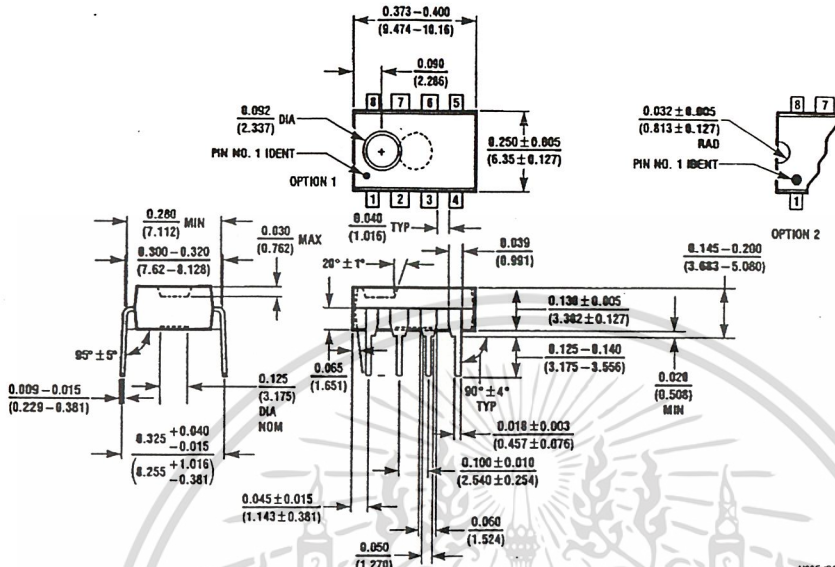 0.373–0.400
(9.474–10.16)
0.090
(2.286)
8 7 6 5
0.092 DIA
(2.337)
PIN NO. 1 IDENT
OPTION 1
0.250 ± 0.005
(6.35 ± 0.127)
1 2 3 4
0.032 ± 0.005
(0.813 ± 0.127)
RAD
PIN NO. 1 IDENT
8 7
1
OPTION 2
0.280 MIN
(7.112)
0.300–0.320
(7.62–8.128)
0.030 MAX
(0.762)
0.040 TYP
(1.016)
0.039
(0.991)
20° ± 1°
0.145–0.200
(3.683–5.080)
0.130 ± 0.005
(3.302 ± 0.127)
0.125–0.140
(3.175–3.556)
0.020
(0.508)
MIN
95° ± 5°
0.065
(1.651)
90° ± 4°
TYP
0.009–0.015
(0.229–0.381)
0.125
(3.175)
DIA
NOM
0.018 ± 0.003
(0.457 ± 0.076)
0.325 +0.040
–0.015
(8.255 +1.016
–0.381)
0.100 ± 0.010
(2.540 ± 0.254)
0.045 ± 0.015
(1.143 ± 0.381)
0.060
(1.524)
0.050
(1.270)